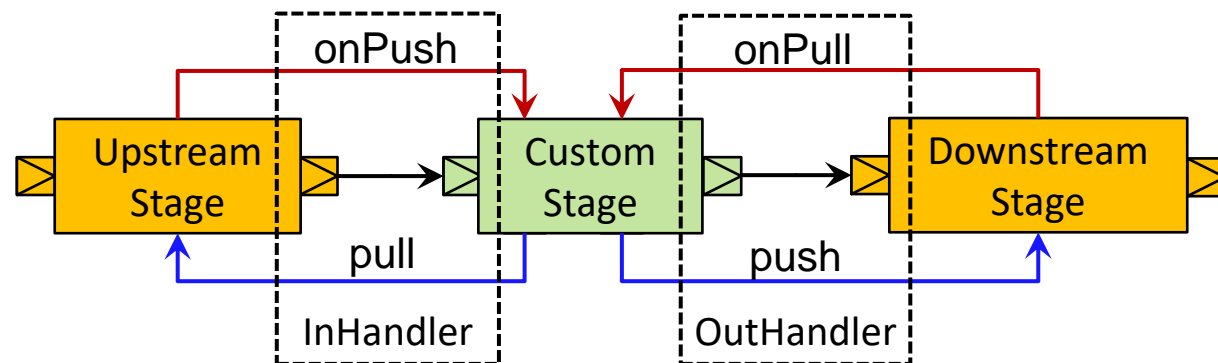 onPush
onPull
Upstream
Stage
Custom
Stage
Downstream
Stage
pull
push
InHandler
OutHandler